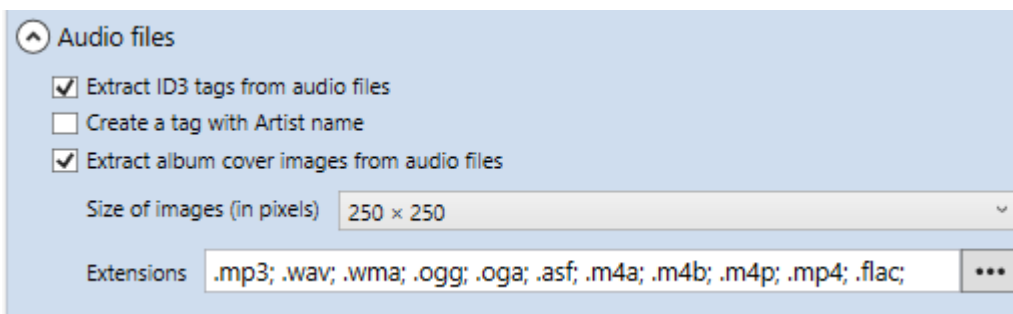 Audio files
Extract ID3 tags from audio files
Create a tag with Artist name
Extract album cover images from audio files
Size of images (in pixels) 250 × 250
Extensions .mp3; .wav; .wma; .ogg; .oga; .asf; .m4a; .m4b; .m4p; .mp4; .flac;